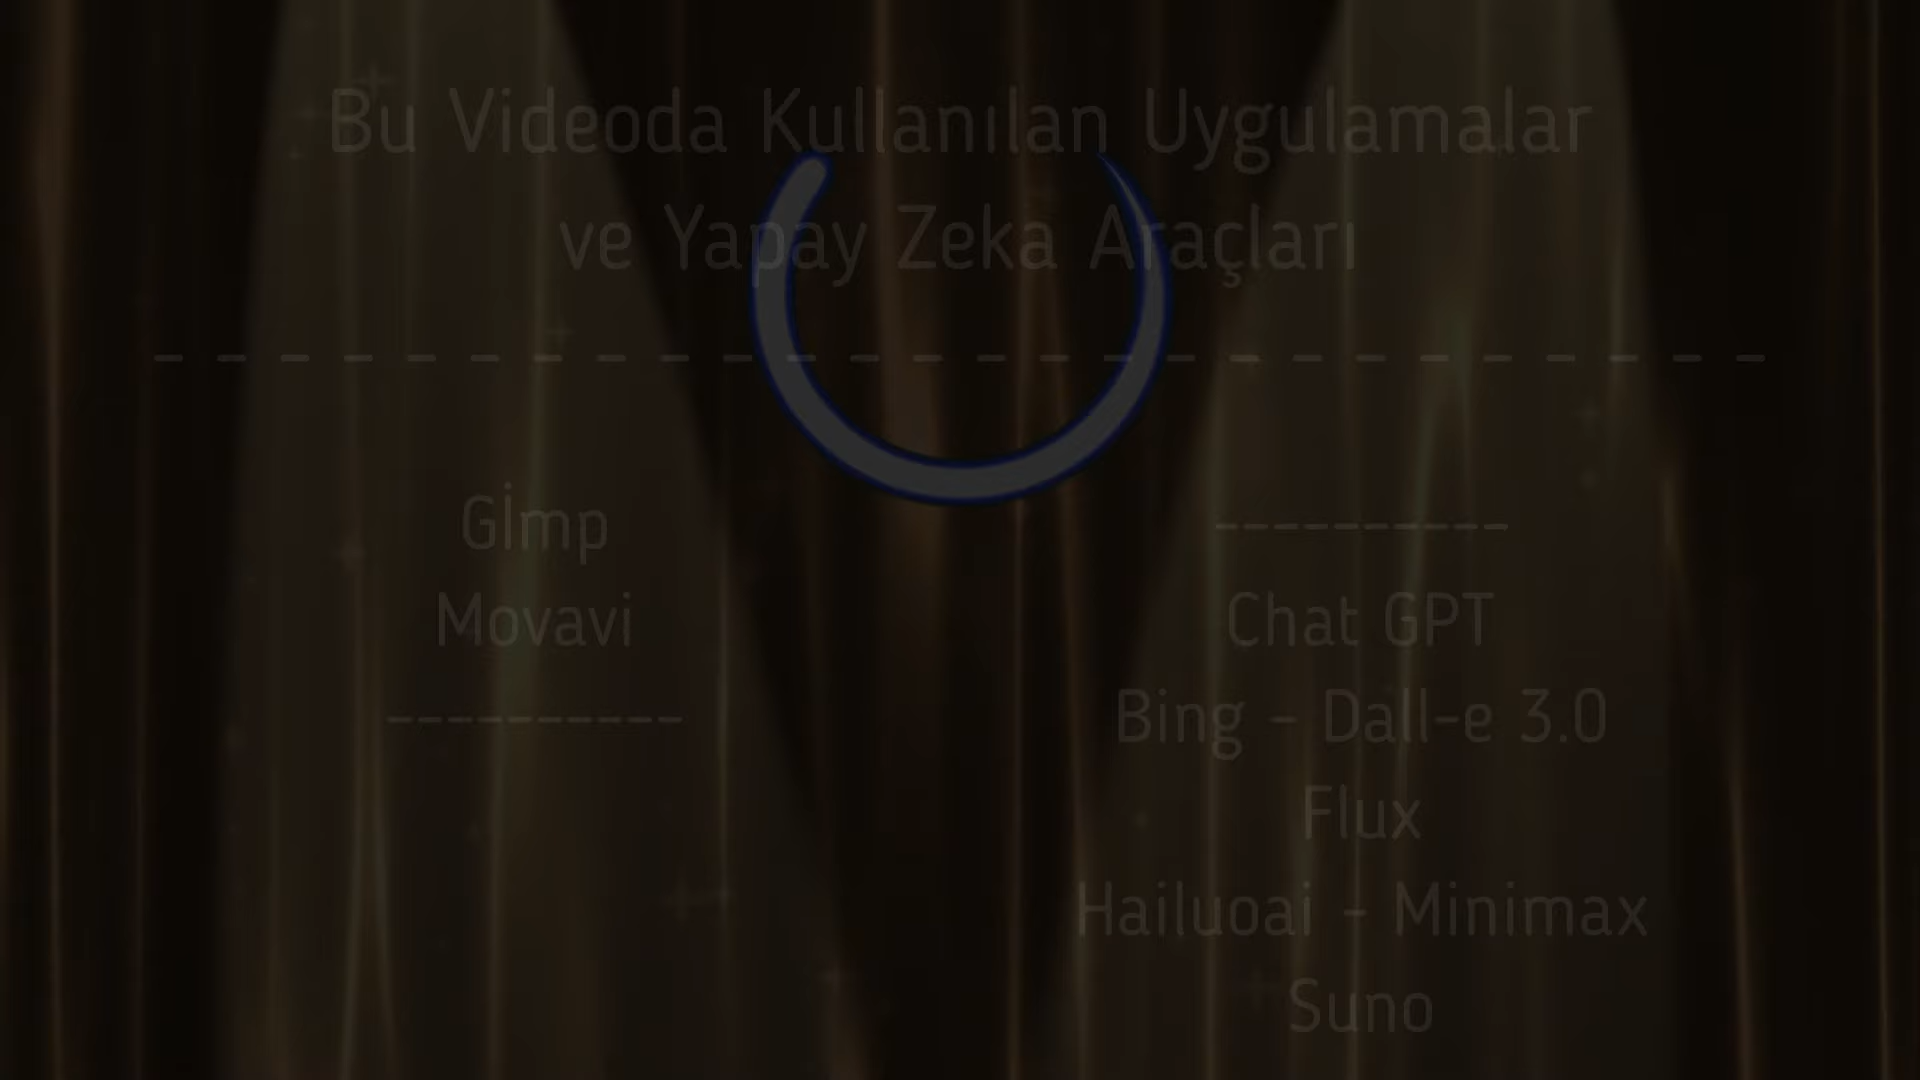 Bu Videoda Kullanılan Uygulamalar
ve Yapay Zeka Araçları
Gİmp
Movavi
Chat GPT
Bing - Dall-e 3.0
Flux
Hailuoai - Minimax
Suno